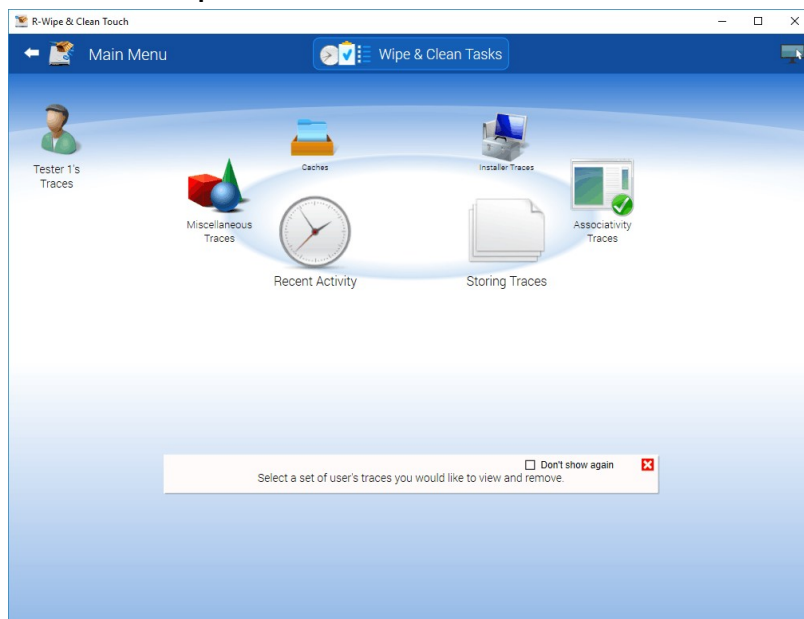 R-Wipe & Clean Touch
Main Menu
Wipe & Clean Tasks
Tester 1's
Traces
Caches
Installer Traces
Miscellaneous
Traces
Associativity
Traces
Recent Activity
Storing Traces
Don't show again
Select a set of user's traces you would like to view and remove.